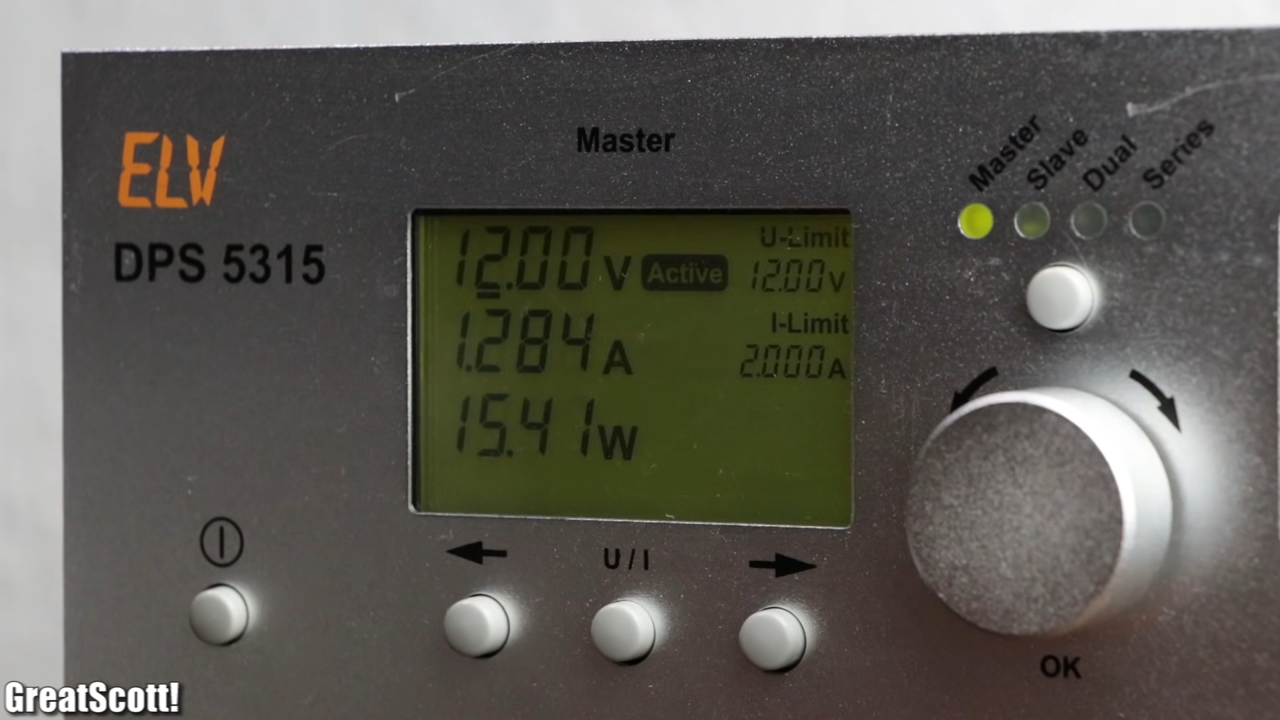 ELV
DPS 5315
Master
12.00 V Active U-Limit
12.00 V
1.284 A I-Limit
2.000 A
15.41 W
Master
Slave
Dual
Series
U / I
OK
GreatScott!